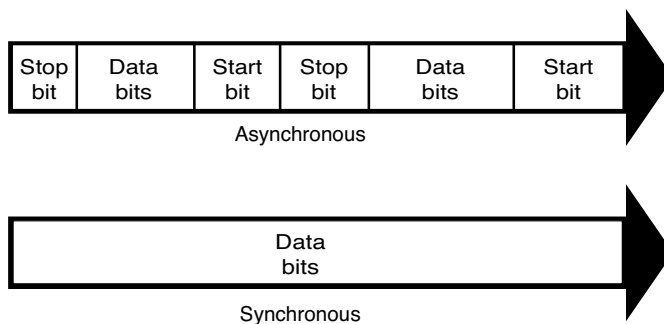 Stop bit
Data bits
Start bit
Stop bit
Data bits
Start bit
Asynchronous
Data bits
Synchronous